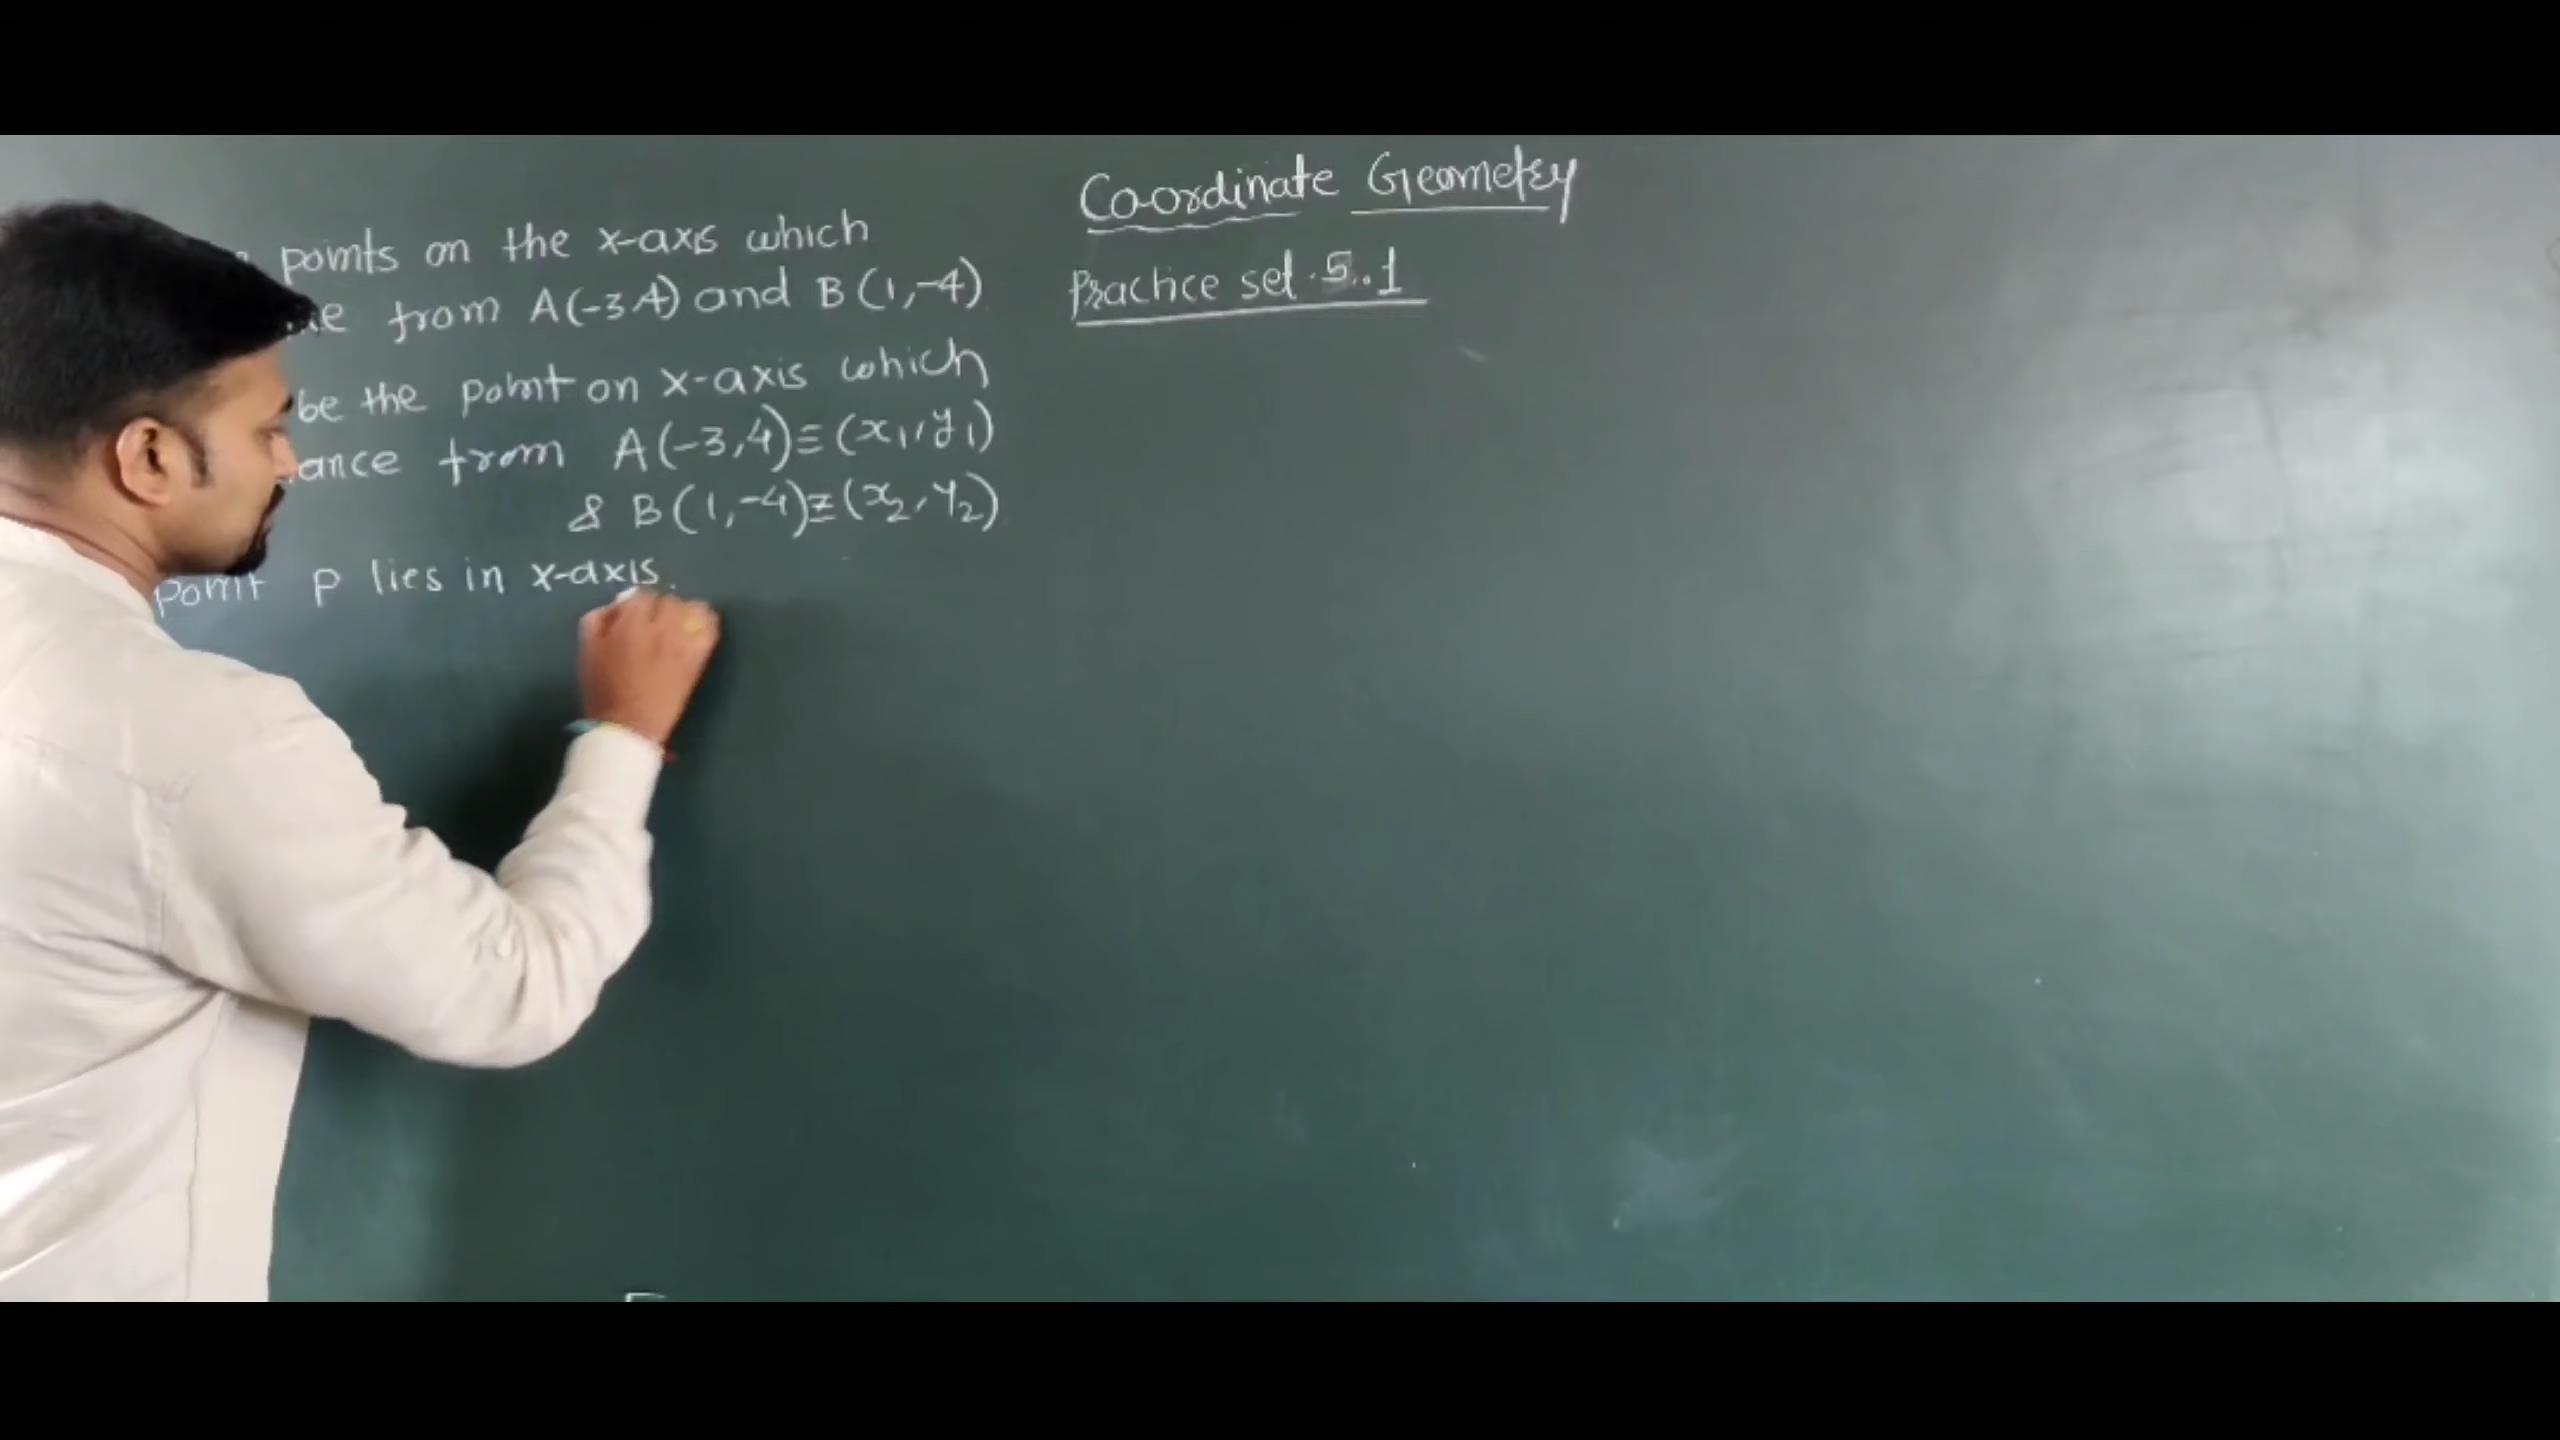 Co-ordinate Geometry
Practice set 5.1
points on the x-axis which
from A(-3,4) and B(1,-4)
be the point on x-axis which
ance from A(-3,4)≡(x₁,y₁)
& B(1,-4)≡(x₂,y₂)
point P lies in x-axis.